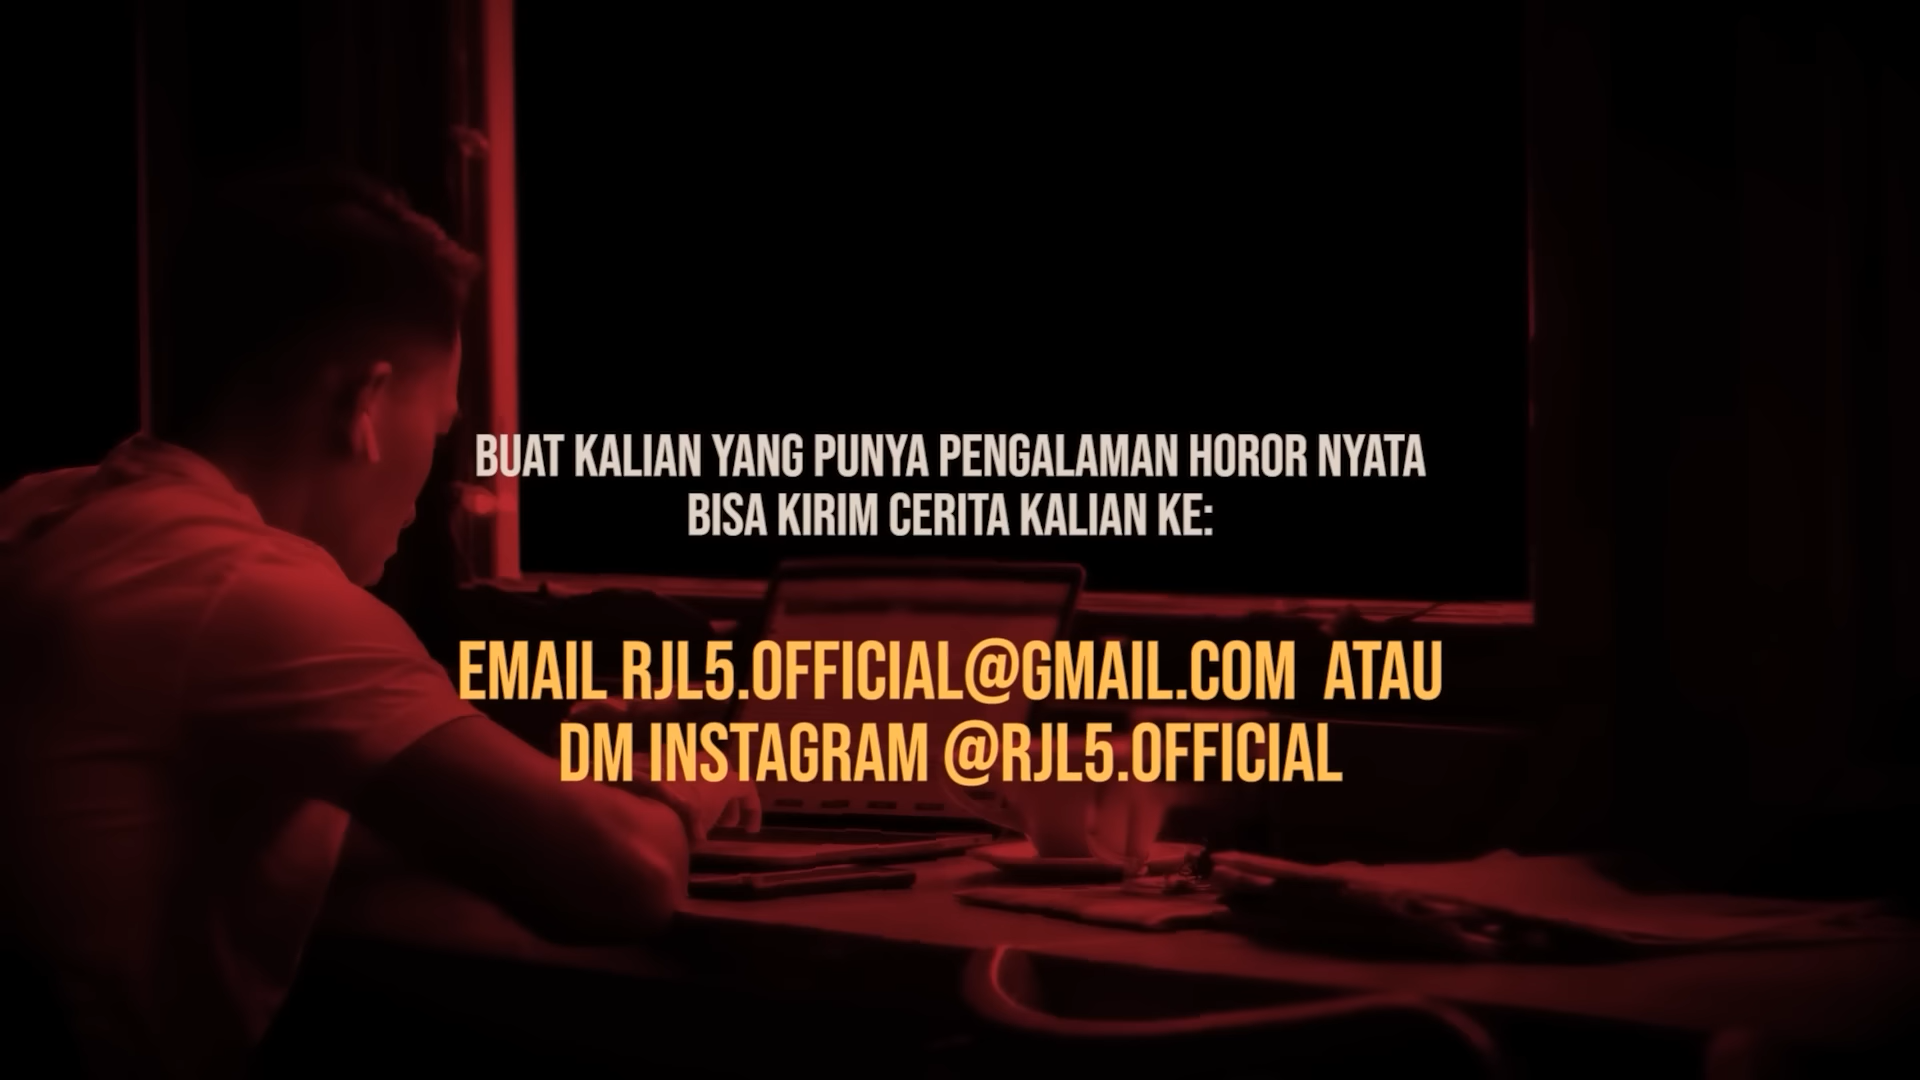 BUAT KALIAN YANG PUNYA PENGALAMAN HOROR NYATA
BISA KIRIM CERITA KALIAN KE:
EMAIL RJL5.OFFICIAL@GMAIL.COM ATAU
DM INSTAGRAM @RJL5.OFFICIAL